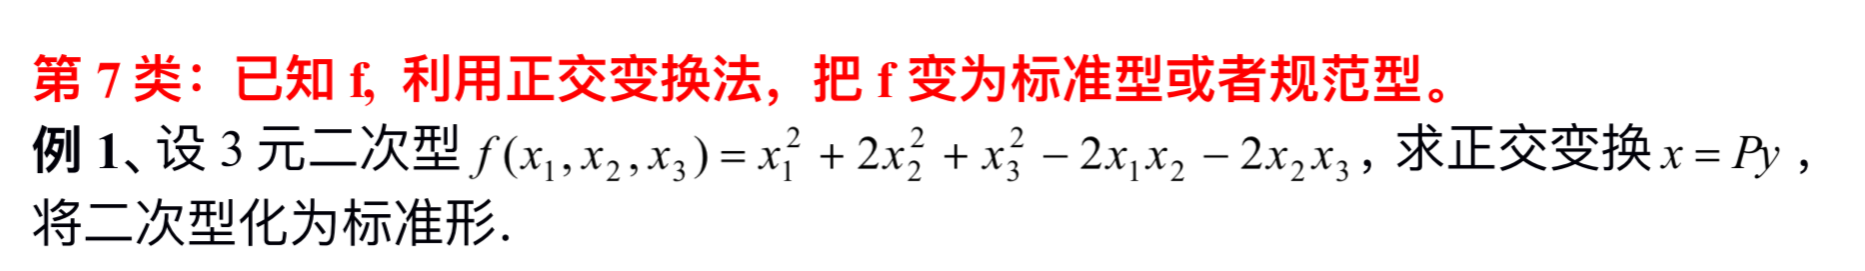 第 7 类：已知 f, 利用正交变换法，把 f 变为标准型或者规范型。
例 1、设 3 元二次型 f(x₁, x₂, x₃) = x₁² + 2x₂² + x₃² − 2x₁x₂ − 2x₂x₃，求正交变换 x = Py，
将二次型化为标准形.